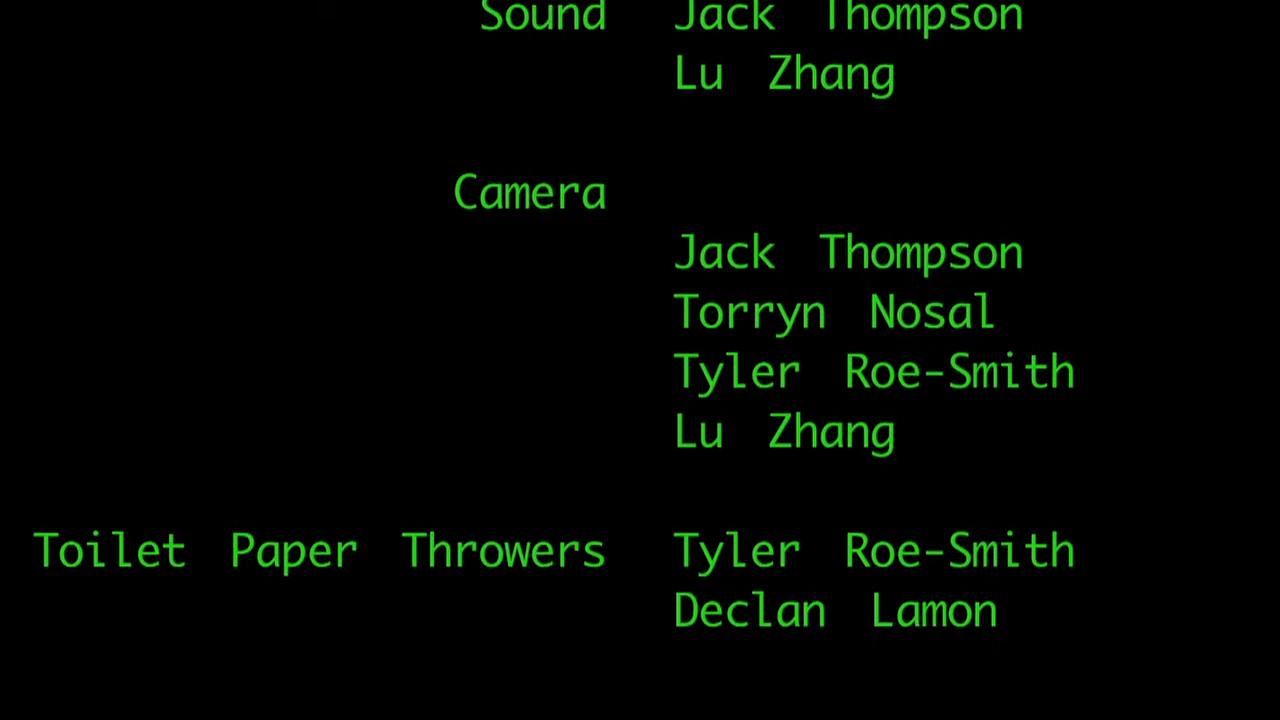 Sound Jack Thompson
Lu Zhang
Camera
Jack Thompson
Torryn Nosal
Tyler Roe-Smith
Lu Zhang
Toilet Paper Throwers Tyler Roe-Smith
Declan Lamon